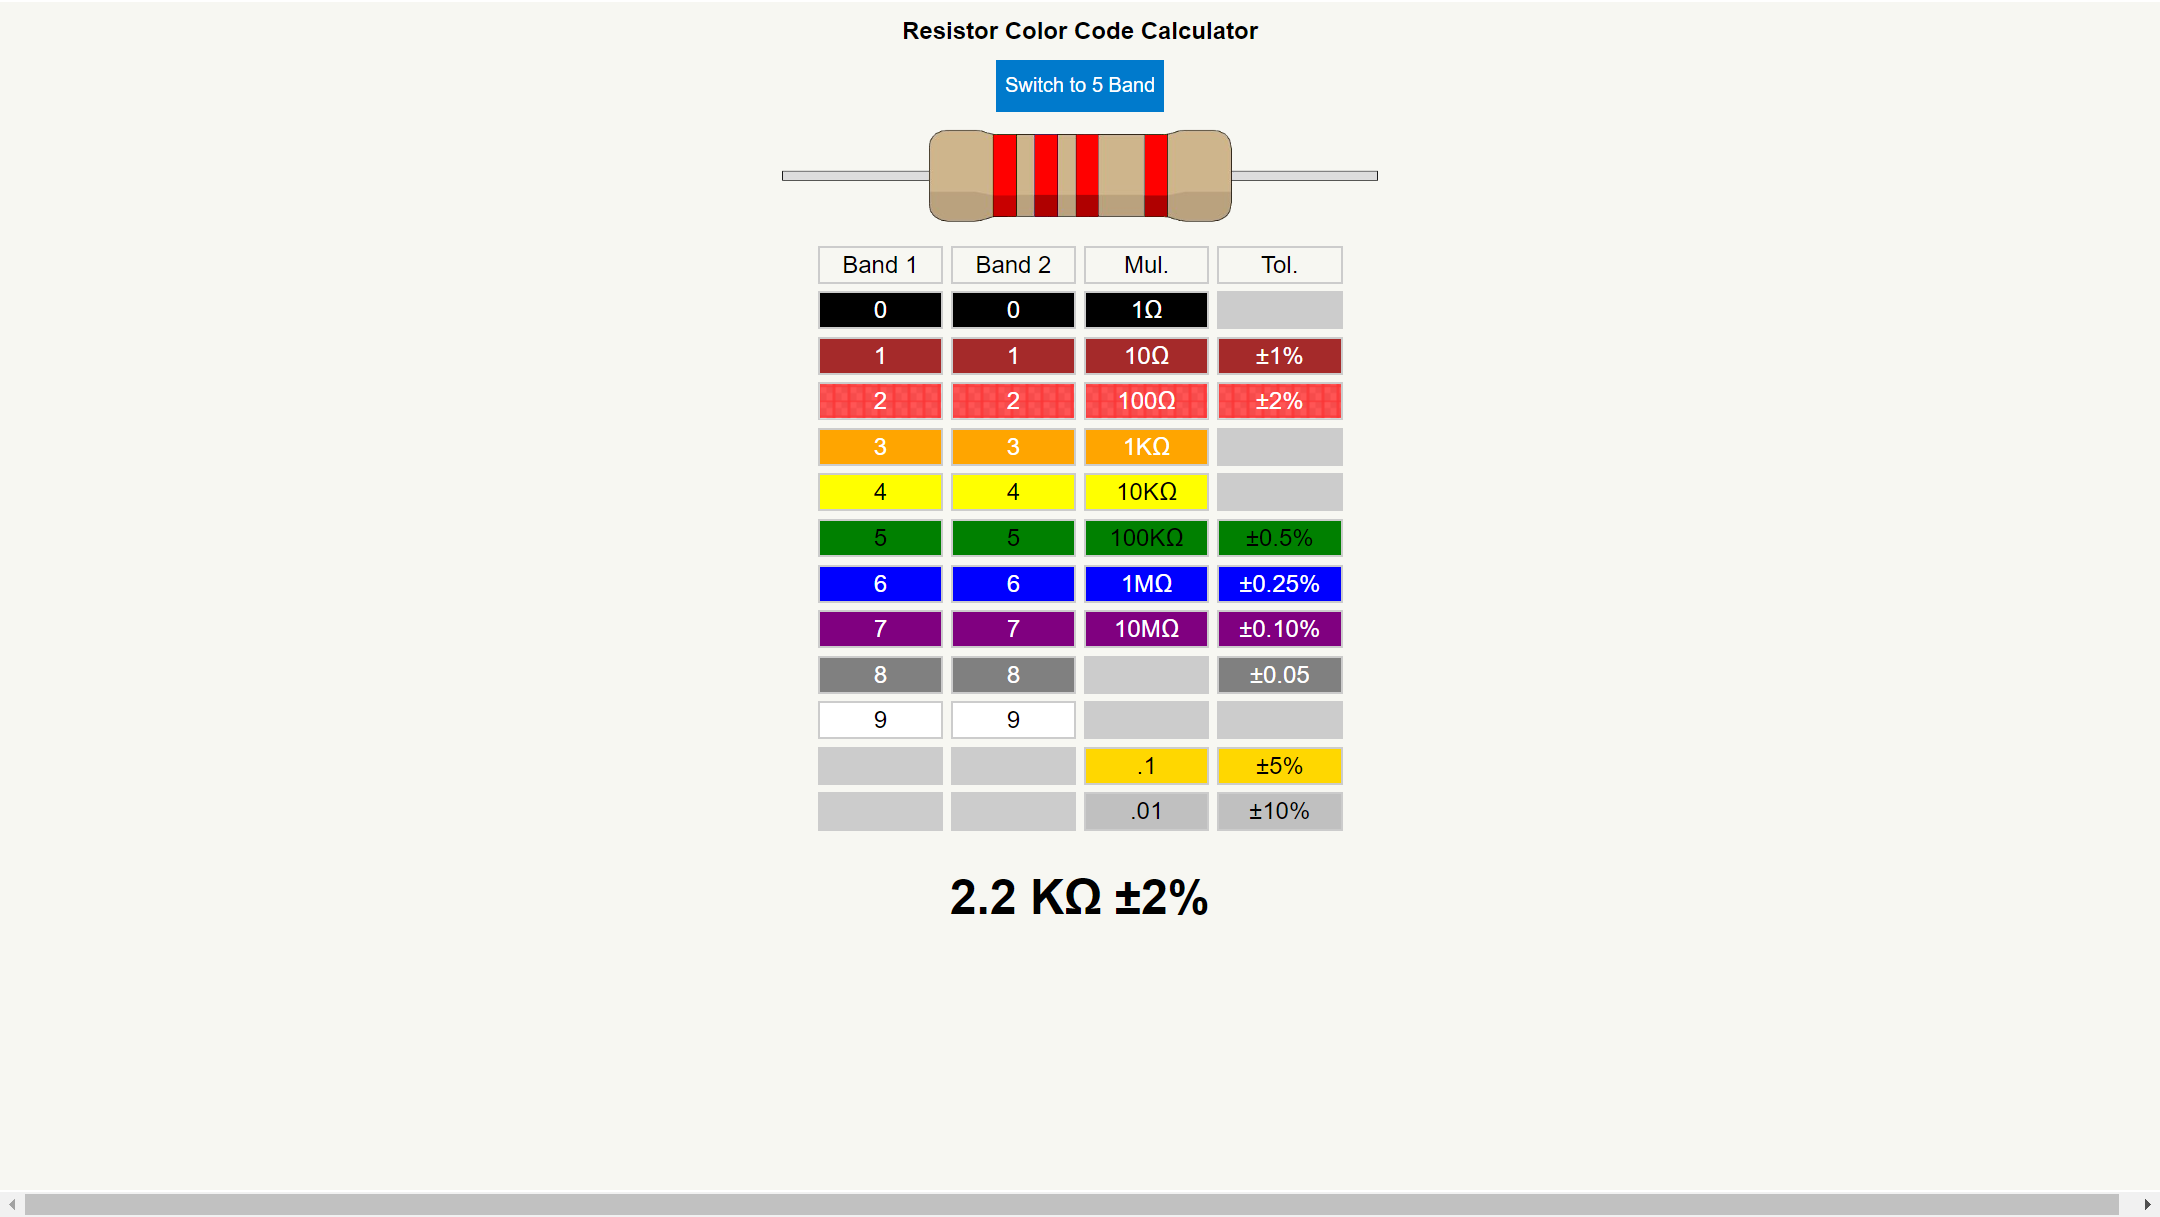 Resistor Color Code Calculator
Switch to 5 Band
Band 1 Band 2 Mul. Tol.
0 0 1Ω
1 1 10Ω ±1%
2 2 100Ω ±2%
3 3 1KΩ
4 4 10KΩ
5 5 100KΩ ±0.5%
6 6 1MΩ ±0.25%
7 7 10MΩ ±0.10%
8 8 ±0.05
9 9
.1 ±5%
.01 ±10%
2.2 KΩ ±2%